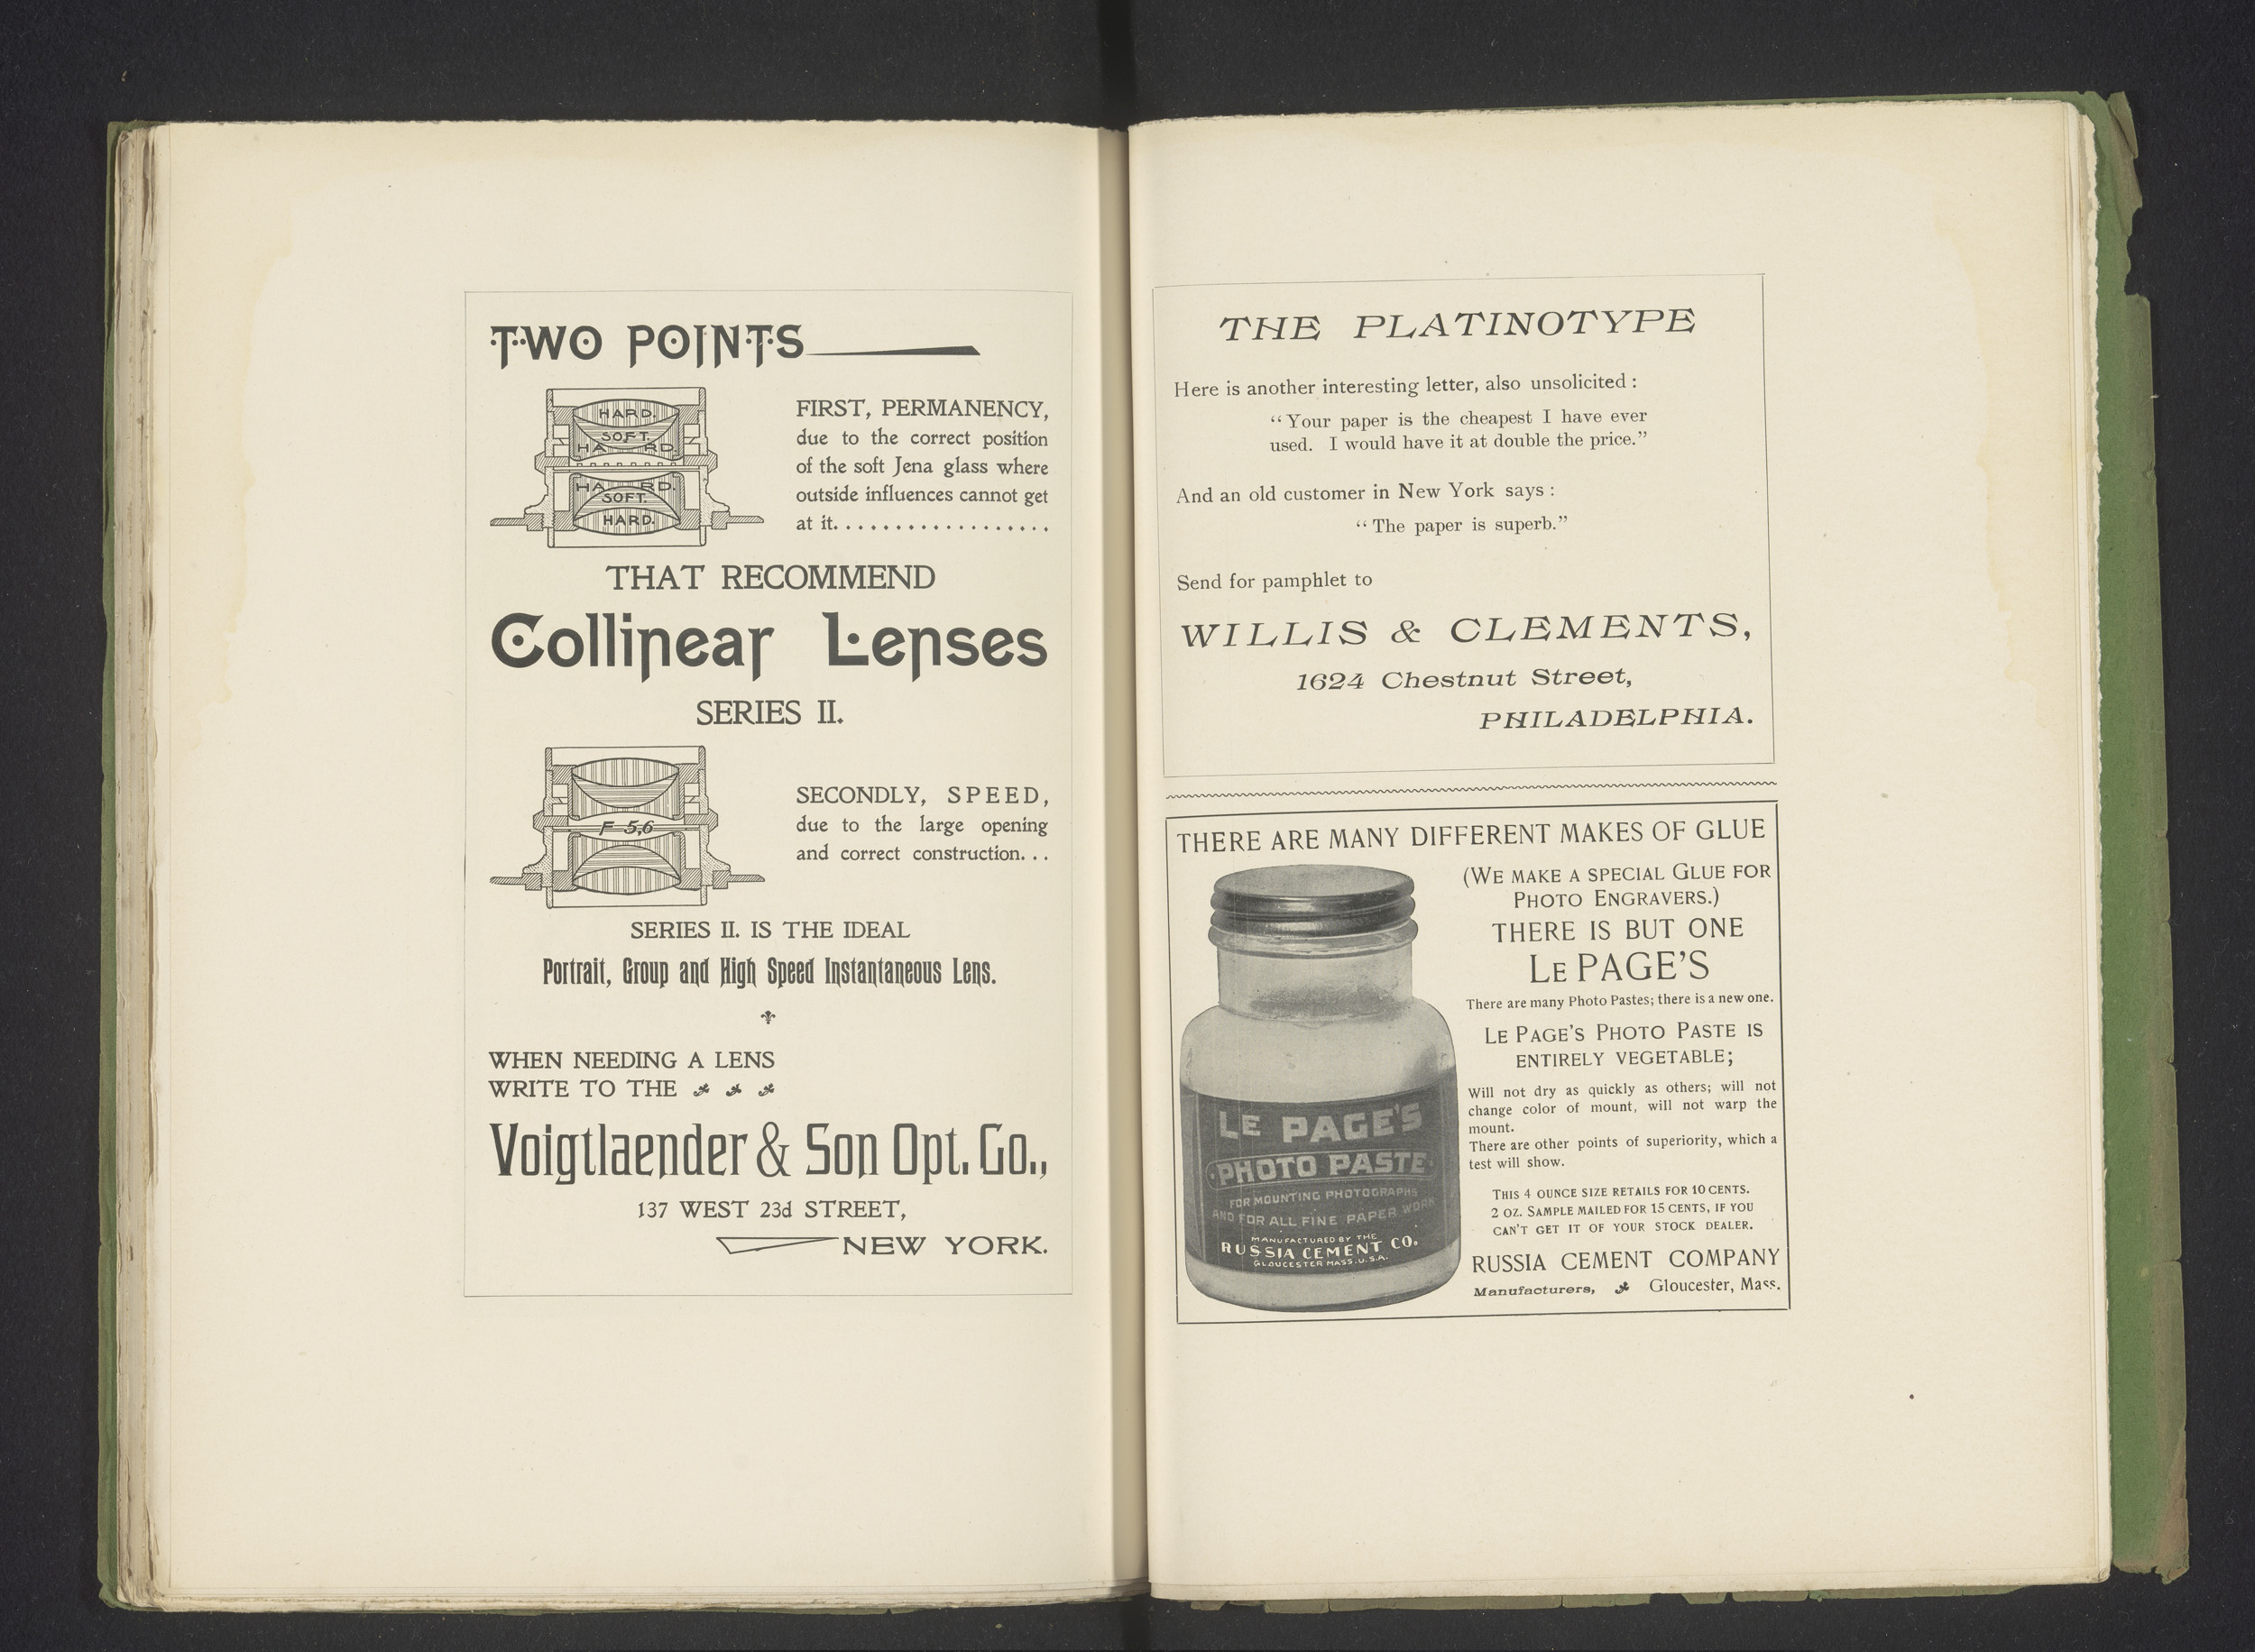 TWO POINTS
HARD.
SOFT.
HARD.
HARD.
SOFT.
HARD.
FIRST, PERMANENCY,
due to the correct position
of the soft Jena glass where
outside influences cannot get
at it. . . . . . . . . . . . . . . . . . .
THAT RECOMMEND
Collinear Lenses
SERIES II.
F 5,6
SECONDLY, SPEED,
due to the large opening
and correct construction. . .
SERIES II. IS THE IDEAL
Portrait, Group and High Speed Instantaneous Lens.
WHEN NEEDING A LENS
WRITE TO THE
Voigtlaender & Son Opt. Co.,
137 WEST 23d STREET,
NEW YORK.
THE PLATINOTYPE
Here is another interesting letter, also unsolicited :
“Your paper is the cheapest I have ever
used. I would have it at double the price.”
And an old customer in New York says :
“The paper is superb.”
Send for pamphlet to
WILLIS & CLEMENTS,
1624 Chestnut Street,
PHILADELPHIA.
THERE ARE MANY DIFFERENT MAKES OF GLUE
(WE MAKE A SPECIAL GLUE FOR
PHOTO ENGRAVERS.)
THERE IS BUT ONE
LE PAGE'S
There are many Photo Pastes; there is a new one.
LE PAGE'S PHOTO PASTE IS
ENTIRELY VEGETABLE;
Will not dry as quickly as others; will not
change color of mount, will not warp the
mount.
There are other points of superiority, which a
test will show.
THIS 4 OUNCE SIZE RETAILS FOR 10 CENTS.
2 OZ. SAMPLE MAILED FOR 15 CENTS, IF YOU
CAN'T GET IT OF YOUR STOCK DEALER.
RUSSIA CEMENT COMPANY
Manufacturers, Gloucester, Mass.
LE PAGE'S
PHOTO PASTE
FOR MOUNTING PHOTOGRAPHS
AND FOR ALL FINE PAPER WORK
MANUFACTURED BY THE
RUSSIA CEMENT CO.
GLOUCESTER MASS. U.S.A.